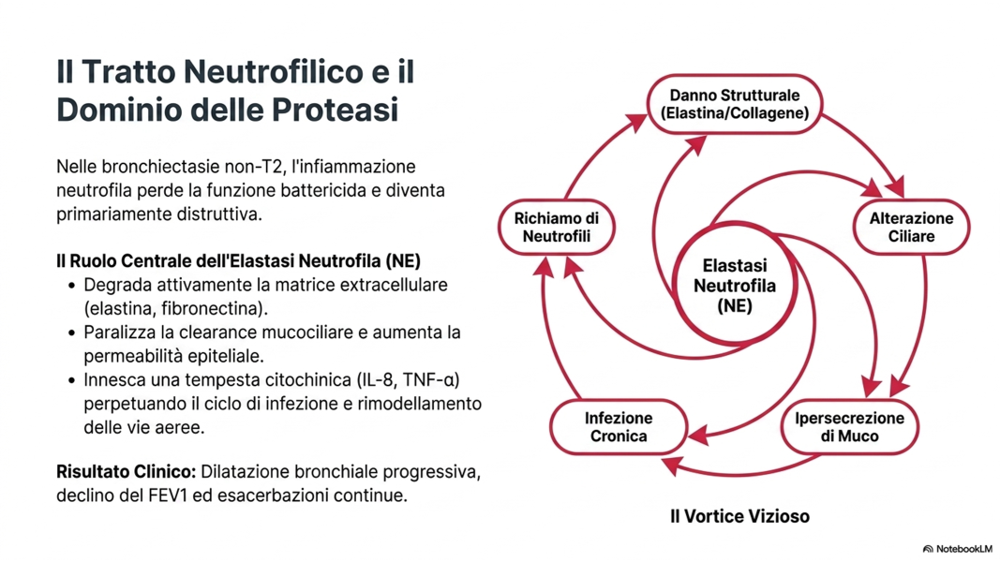 Il Tratto Neutrofilico e il
Dominio delle Proteasi
Nelle bronchiectasie non-T2, l'infiammazione
neutrofila perde la funzione battericida e diventa
primariamente distruttiva.
Il Ruolo Centrale dell'Elastasi Neutrofila (NE)
• Degrada attivamente la matrice extracellulare
(elastina, fibronectina).
• Paralizza la clearance mucociliare e aumenta la
permeabilità epiteliale.
• Innesca una tempesta citochinica (IL-8, TNF-α)
perpetuando il ciclo di infezione e rimodellamento
delle vie aeree.
Risultato Clinico: Dilatazione bronchiale progressiva,
declino del FEV1 ed esacerbazioni continue.
Danno Strutturale
(Elastina/Collagene)
Richiamo di
Neutrofili
Alterazione
Ciliare
Elastasi
Neutrofila
(NE)
Infezione
Cronica
Ipersecrezione
di Muco
Il Vortice Vizioso
NotebookLM